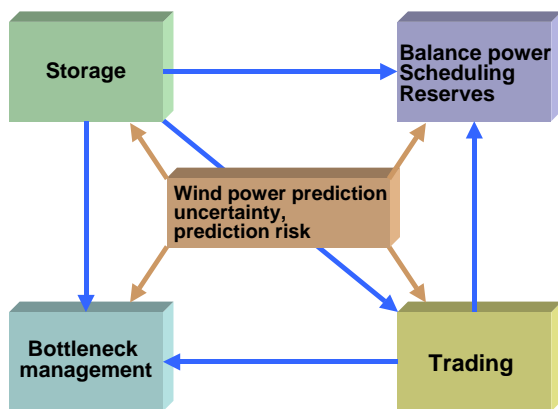 Storage
Balance power
Scheduling
Reserves
Wind power prediction
uncertainty,
prediction risk
Bottleneck
management
Trading